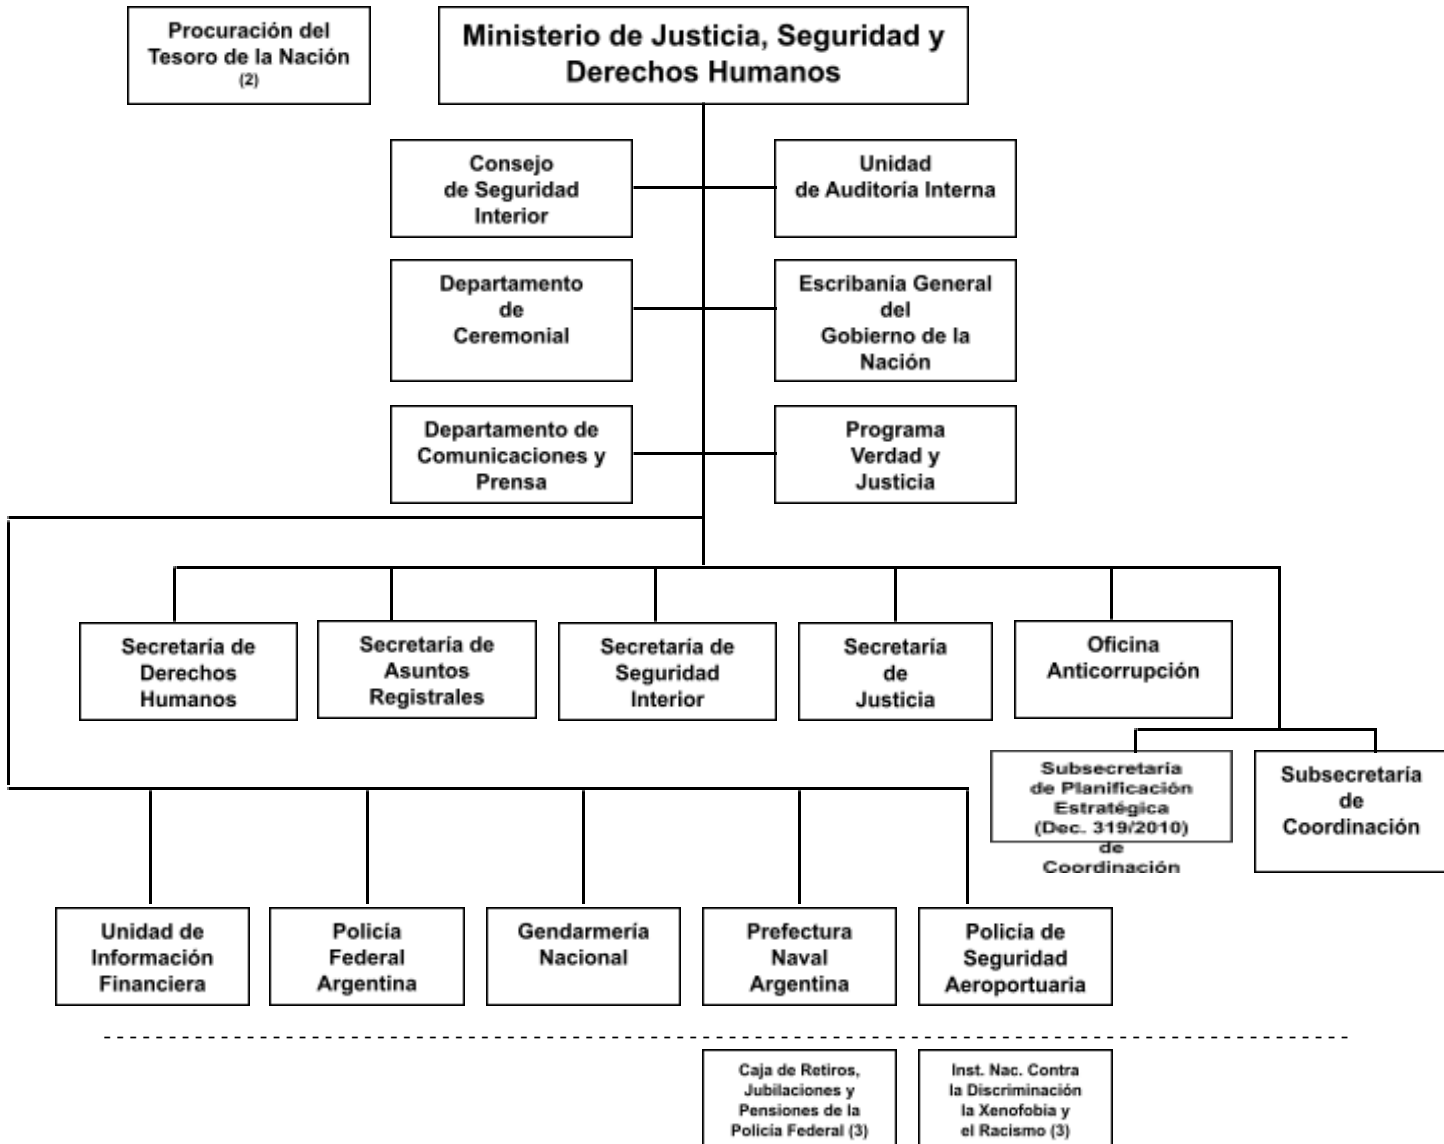 Procuración del
Tesoro de la Nación
(2)
Ministerio de Justicia, Seguridad y
Derechos Humanos
Consejo
de Seguridad
Interior
Unidad
de Auditoría Interna
Departamento
de
Ceremonial
Escribanía General
del
Gobierno de la
Nación
Departamento de
Comunicaciones y
Prensa
Programa
Verdad y
Justicia
Secretaría de
Derechos
Humanos
Secretaría de
Asuntos
Registrales
Secretaría de
Seguridad
Interior
Secretaría
de
Justicia
Oficina
Anticorrupción
Subsecretaría
de Planificación
Estratégica
(Dec. 319/2010)
de
Coordinación
Subsecretaría
de
Coordinación
Unidad de
Información
Financiera
Policía
Federal
Argentina
Gendarmería
Nacional
Prefectura
Naval
Argentina
Policía de
Seguridad
Aeroportuaria
Caja de Retiros,
Jubilaciones y
Pensiones de la
Policía Federal (3)
Inst. Nac. Contra
la Discriminación
la Xenofobia y
el Racismo (3)